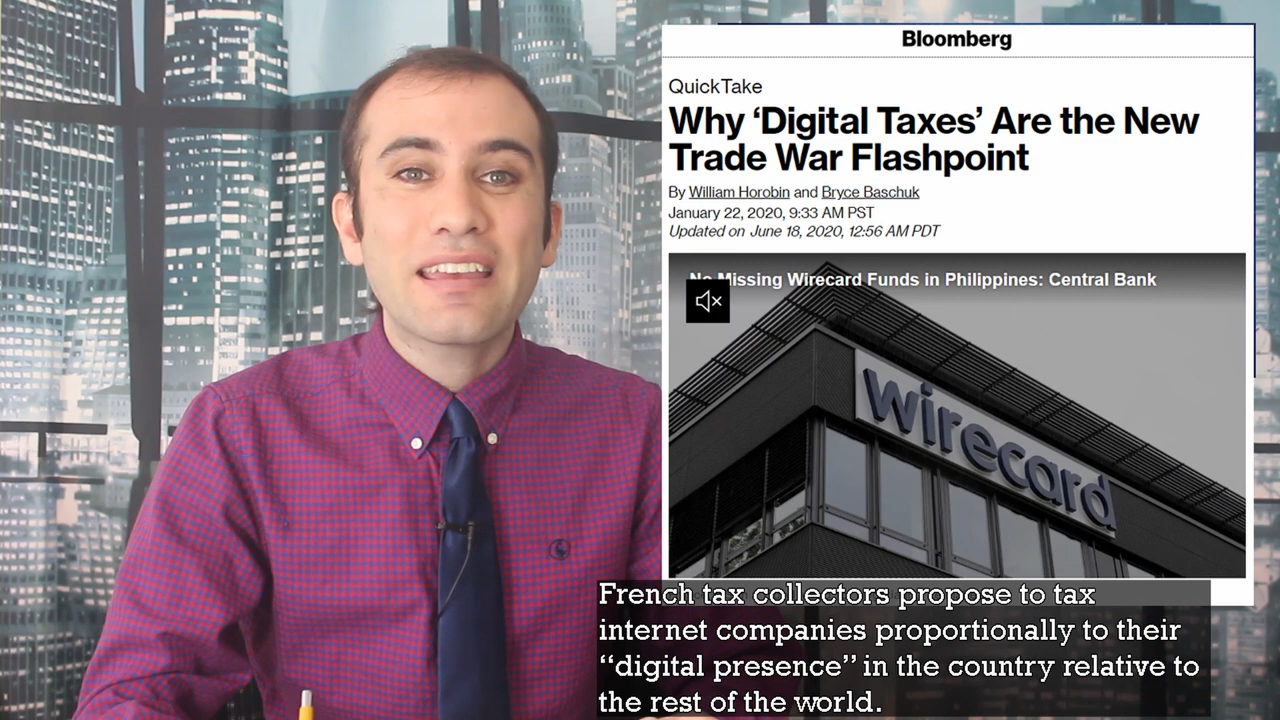 Bloomberg
QuickTake
Why ‘Digital Taxes’ Are the New
Trade War Flashpoint
By William Horobin and Bryce Baschuk
January 22, 2020, 9:33 AM PST
Updated on June 18, 2020, 12:56 AM PDT
No Missing Wirecard Funds in Philippines: Central Bank
wirecard
French tax collectors propose to tax
internet companies proportionally to their
“digital presence” in the country relative to
the rest of the world.